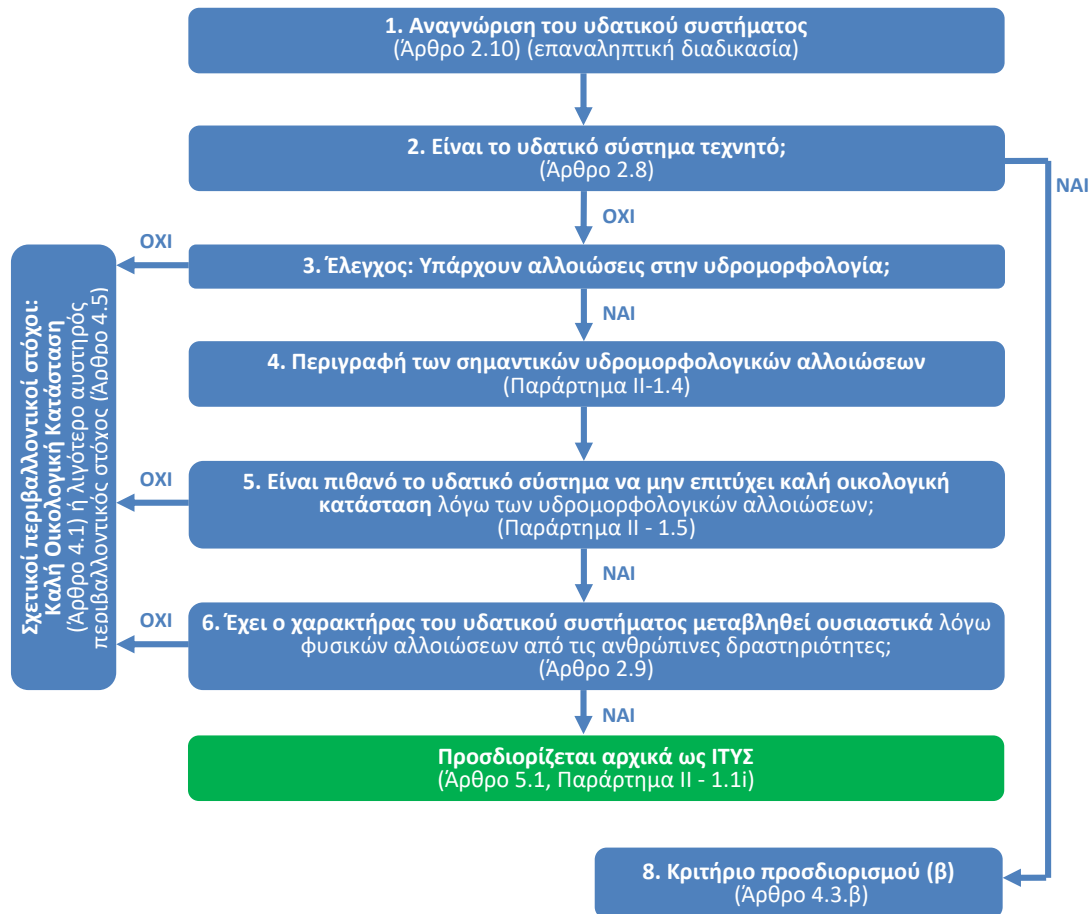 1. Αναγνώριση του υδατικού συστήματος
(Άρθρο 2.10) (επαναληπτική διαδικασία)
2. Είναι το υδατικό σύστημα τεχνητό;
(Άρθρο 2.8)
ΝΑΙ
ΟΧΙ
ΟΧΙ
3. Έλεγχος: Υπάρχουν αλλοιώσεις στην υδρομορφολογία;
ΝΑΙ
4. Περιγραφή των σημαντικών υδρομορφολογικών αλλοιώσεων
(Παράρτημα ΙΙ-1.4)
Σχετικοί περιβαλλοντικοί στόχοι:
Καλή Οικολογική Κατάσταση
(Άρθρο 4.1) ή λιγότερο αυστηρός
περιβαλλοντικός στόχος (Άρθρο 4.5)
ΟΧΙ
5. Είναι πιθανό το υδατικό σύστημα να μην επιτύχει καλή οικολογική
κατάσταση λόγω των υδρομορφολογικών αλλοιώσεων;
(Παράρτημα ΙΙ - 1.5)
ΝΑΙ
ΟΧΙ
6. Έχει ο χαρακτήρας του υδατικού συστήματος μεταβληθεί ουσιαστικά λόγω
φυσικών αλλοιώσεων από τις ανθρώπινες δραστηριότητες;
(Άρθρο 2.9)
ΝΑΙ
Προσδιορίζεται αρχικά ως ΙΤΥΣ
(Άρθρο 5.1, Παράρτημα ΙΙ - 1.1i)
8. Κριτήριο προσδιορισμού (β)
(Άρθρο 4.3.β)